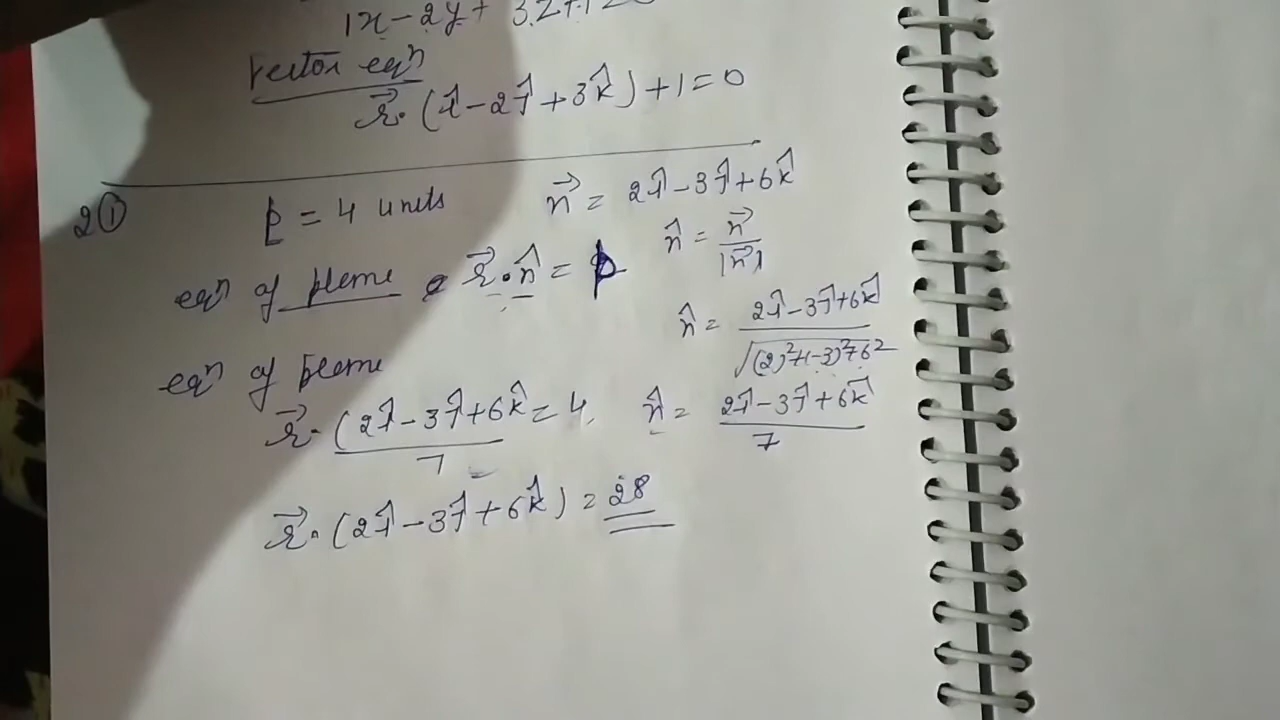 1x - 2y + 3z + 1 = 0
Vector eqⁿ
r⃗. (î - 2ĵ + 3k̂) + 1 = 0
2① p = 4 units n⃗ = 2î - 3ĵ + 6k̂
n̂ = n⃗ / |n⃗|
eqⁿ of plane r⃗ . n̂ = p
n̂ = 2î - 3ĵ + 6k̂ / √(2)² + (-3)² + 6²
eqⁿ of plane
r⃗. (2î - 3ĵ + 6k̂ / 7 = 4, n̂ = 2î - 3ĵ + 6k̂ / 7
r⃗. (2î - 3ĵ + 6k̂) = 28